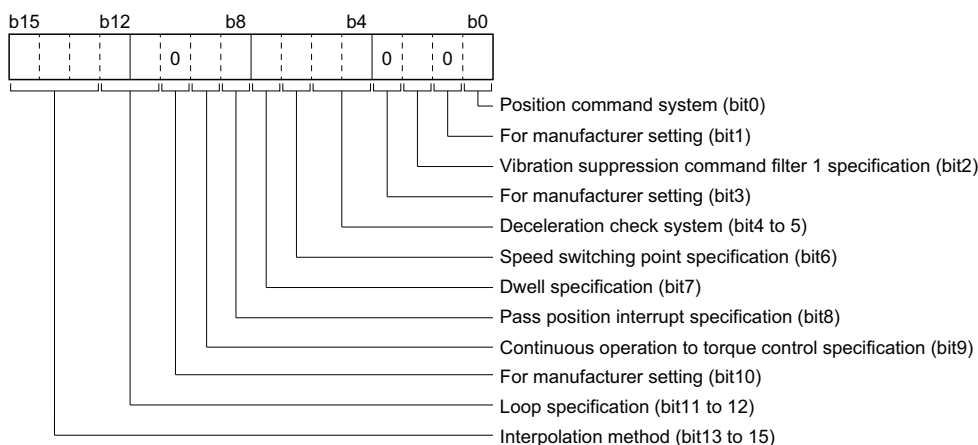 b15 b12 b8 b4 b0
0 0 0
Position command system (bit0)
For manufacturer setting (bit1)
Vibration suppression command filter 1 specification (bit2)
For manufacturer setting (bit3)
Deceleration check system (bit4 to 5)
Speed switching point specification (bit6)
Dwell specification (bit7)
Pass position interrupt specification (bit8)
Continuous operation to torque control specification (bit9)
For manufacturer setting (bit10)
Loop specification (bit11 to 12)
Interpolation method (bit13 to 15)